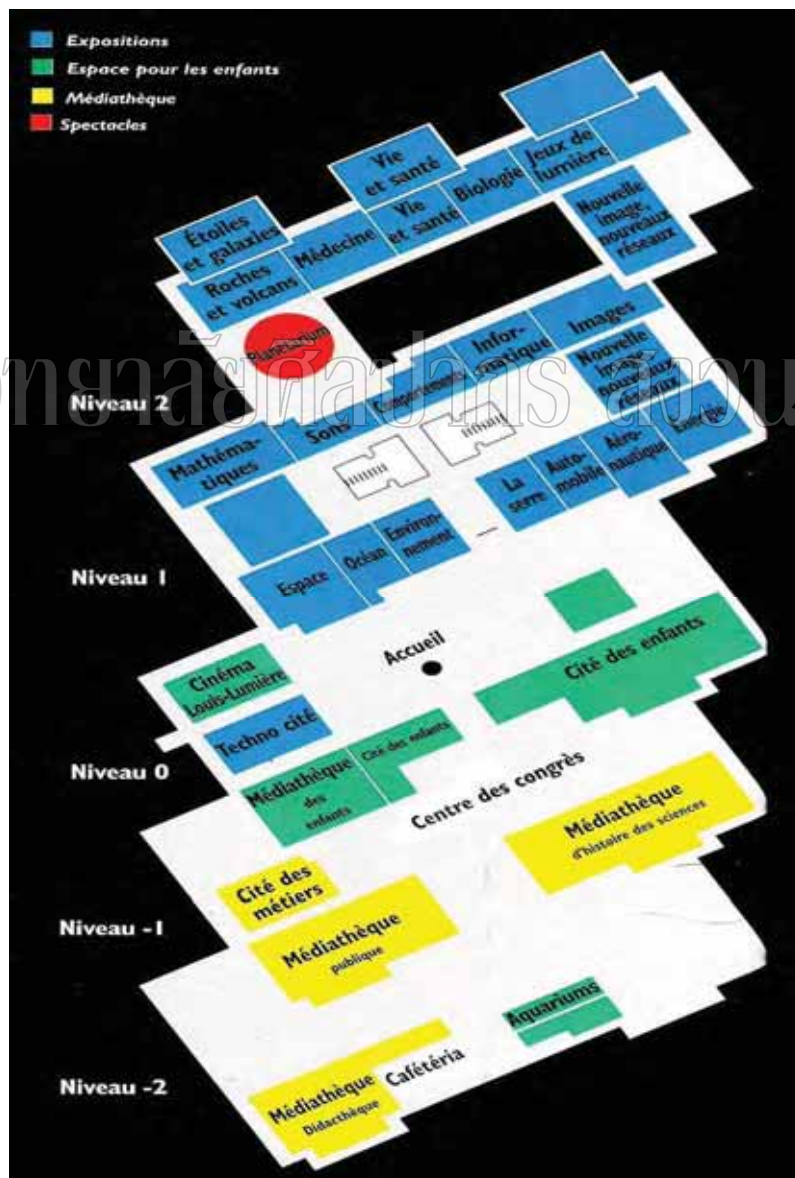 Expositions
Espace pour les enfants
Médiathèque
Spectacles
Vie
et santé
Jeux de
lumière
Biologie
Vie
et santé
Étoiles
et galaxies
Médecine
Nouvelle
image,
nouveaux
réseaux
Roches
et volcans
Planétarium
Niveau 2
Images
Infor-
matique
Comportements
Sons
Mathéma-
tiques
Nouvelle
image
nouveaux
réseaux
Énergie
Aéro-
nautique
Auto-
mobile
La
serre
Environ-
nement
Océan
Espace
Niveau 1
Accueil
Cité des enfants
Cinéma
Louis-Lumière
Techno cité
Cité des enfants
Médiathèque
des
enfants
Niveau 0
Centre des congrès
Médiathèque
d'histoire des sciences
Cité des
métiers
Médiathèque
publique
Niveau -1
Aquariums
Cafétéria
Médiathèque
Didacthèque
Niveau -2